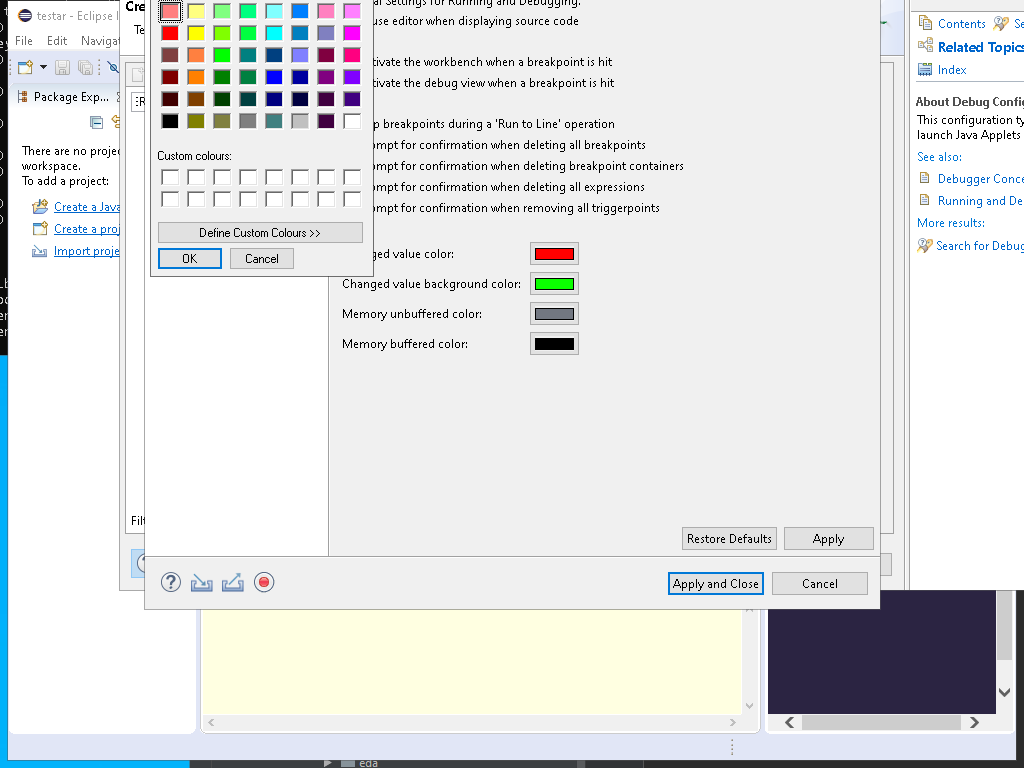 testar - Eclipse I
File Edit Navigat
Package Exp...
There are no projec
workspace.
To add a project:
Create a Java
Create a proj
Import proje
Cre
Te
Filt
Custom colours:
Define Custom Colours >>
OK Cancel
al Settings for Running and Debugging.
use editor when displaying source code
tivate the workbench when a breakpoint is hit
tivate the debug view when a breakpoint is hit
p breakpoints during a 'Run to Line' operation
ompt for confirmation when deleting all breakpoints
ompt for confirmation when deleting breakpoint containers
ompt for confirmation when deleting all expressions
ompt for confirmation when removing all triggerpoints
ged value color:
Changed value background color:
Memory unbuffered color:
Memory buffered color:
Restore Defaults Apply
Apply and Close Cancel
Contents Se
Related Topics
Index
About Debug Config
This configuration ty
launch Java Applets
See also:
Debugger Conce
Running and De
More results:
Search for Debug
eda